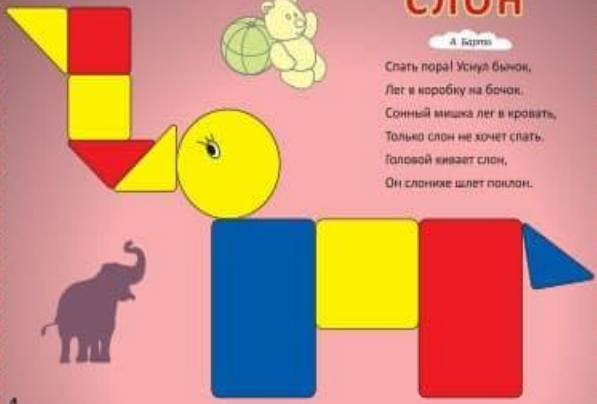 СЛОН
А. Барто
Спать пора! Уснул бычок,
Лег в коробку на бочок.
Сонный мишка лег в кровать,
Только слон не хочет спать.
Головой кивает слон,
Он слонихе шлет поклон.
4